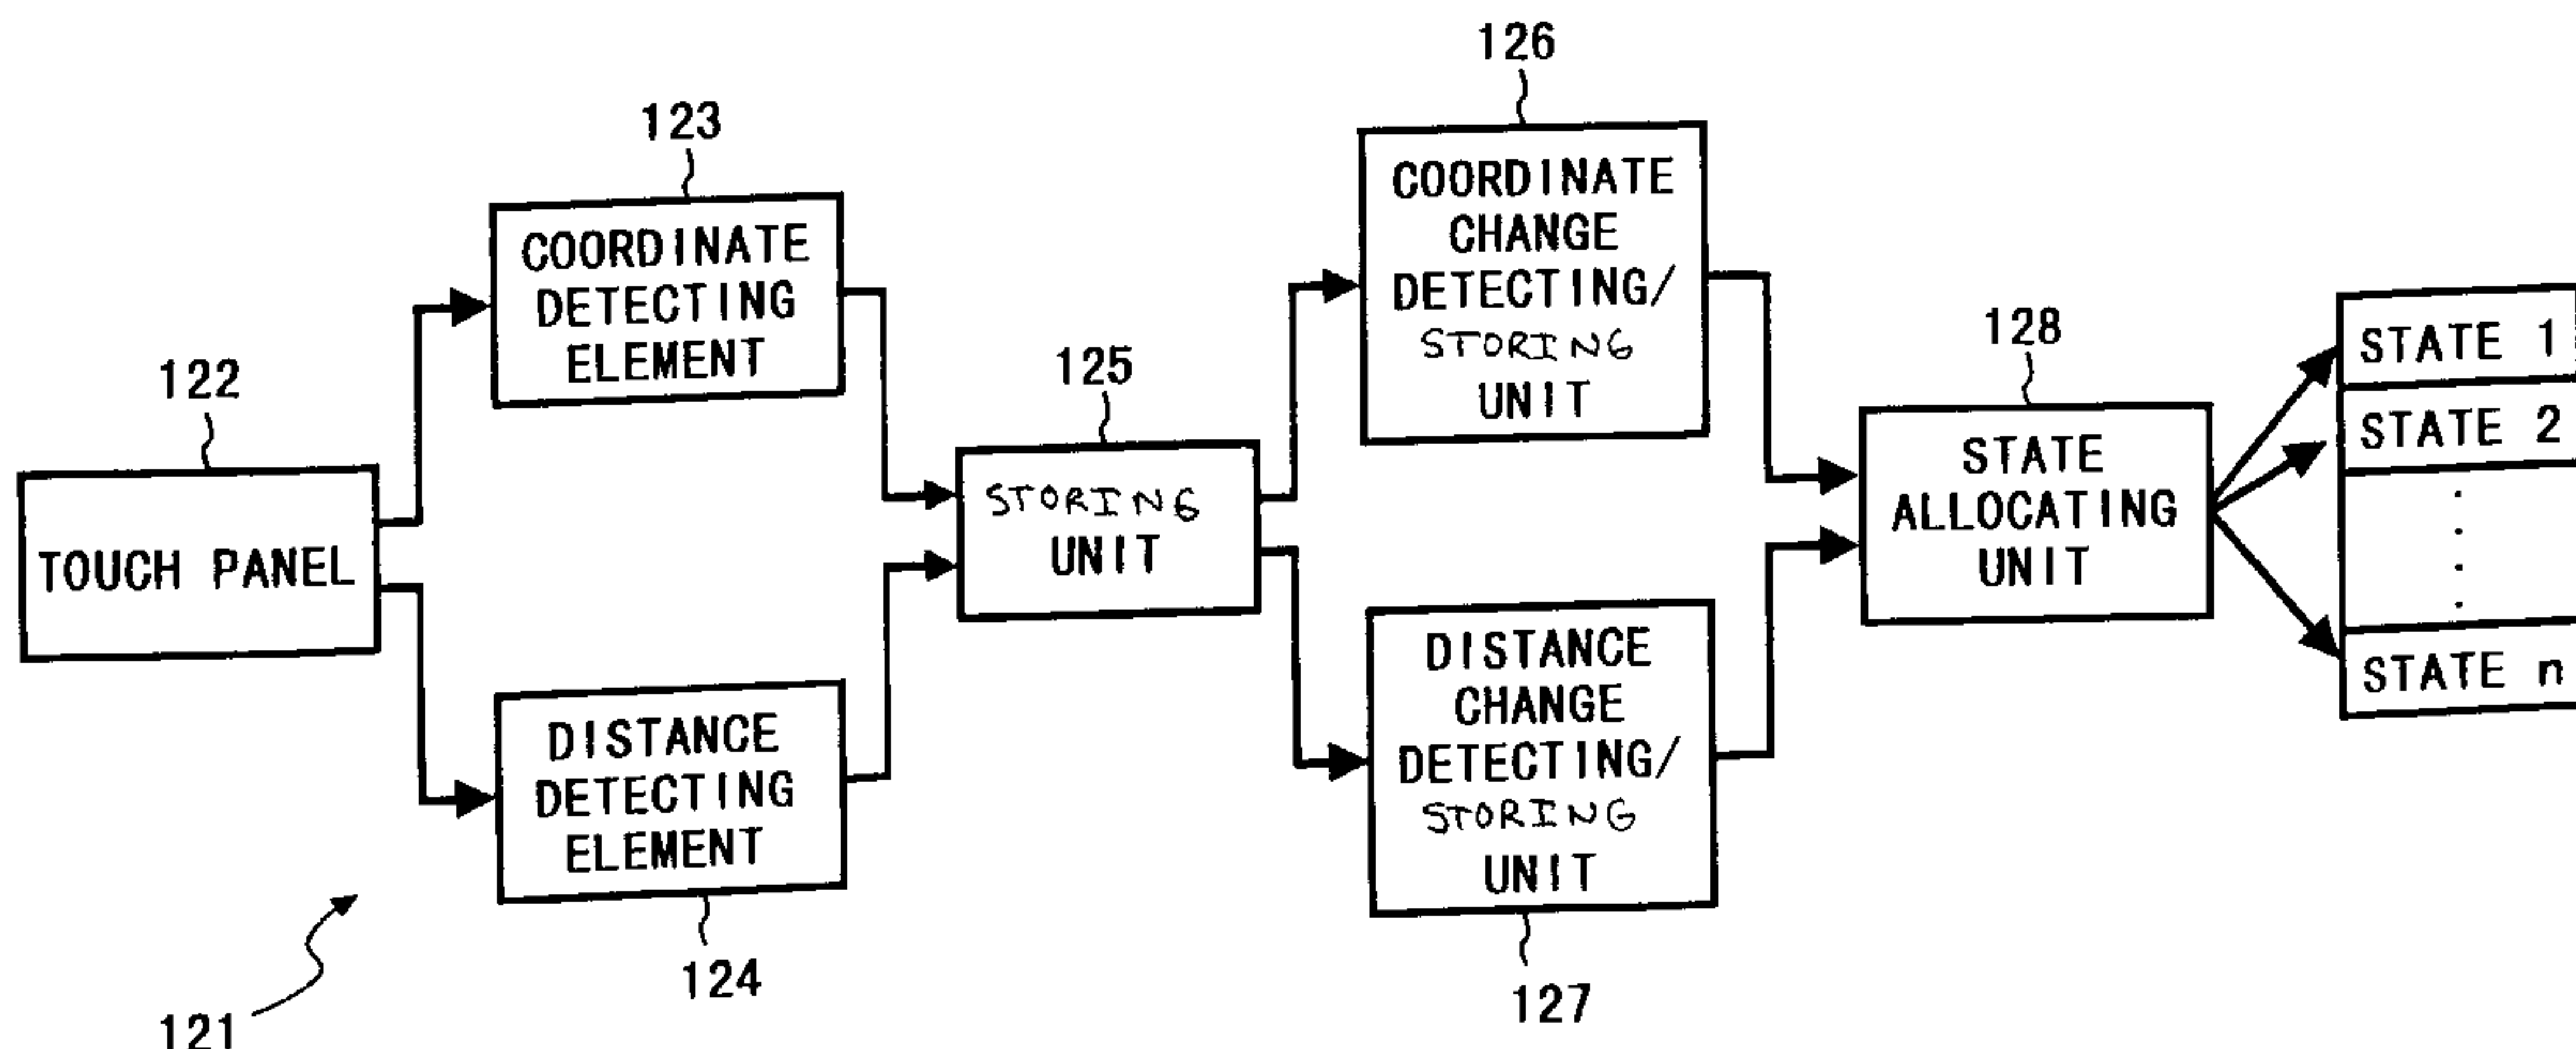 126
123
COORDINATE
CHANGE
DETECTING/
STORING
UNIT
COORDINATE
DETECTING
ELEMENT
128
STATE 1
125
122
STATE 2
STATE
ALLOCATING
UNIT
STORING
UNIT
TOUCH PANEL
DISTANCE
CHANGE
DETECTING/
STORING
UNIT
STATE n
DISTANCE
DETECTING
ELEMENT
124
127
121